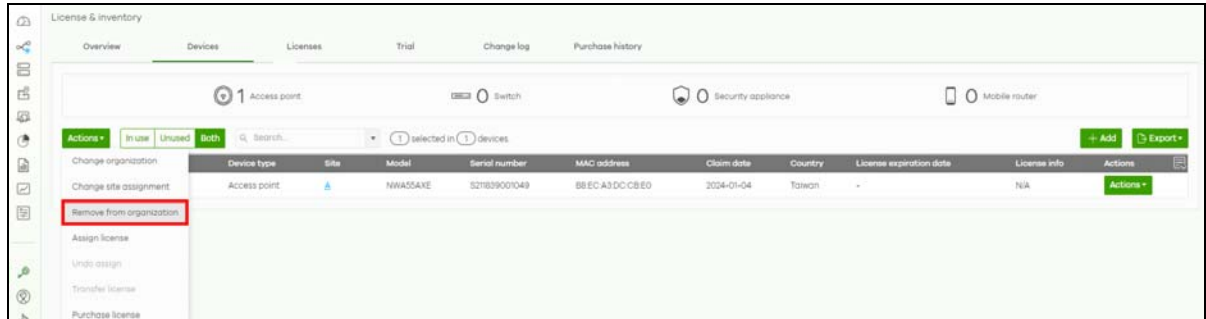 License & inventory
Overview Devices Licenses Trial Change log Purchase history
1 Access point 0 Switch 0 Security appliance 0 Mobile router
Actions In use Unused Both Search... 1 selected in 1 devices + Add Export
Change organization Device type Site Model Serial number MAC address Claim date Country License expiration date License info Actions
Change site assignment Access point A NWA55AXE S211839001049 B8:EC:A3:DC:CB:E0 2024-01-04 Taiwan - N/A Actions
Remove from organization
Assign license
Undo assign
Transfer license
Purchase license